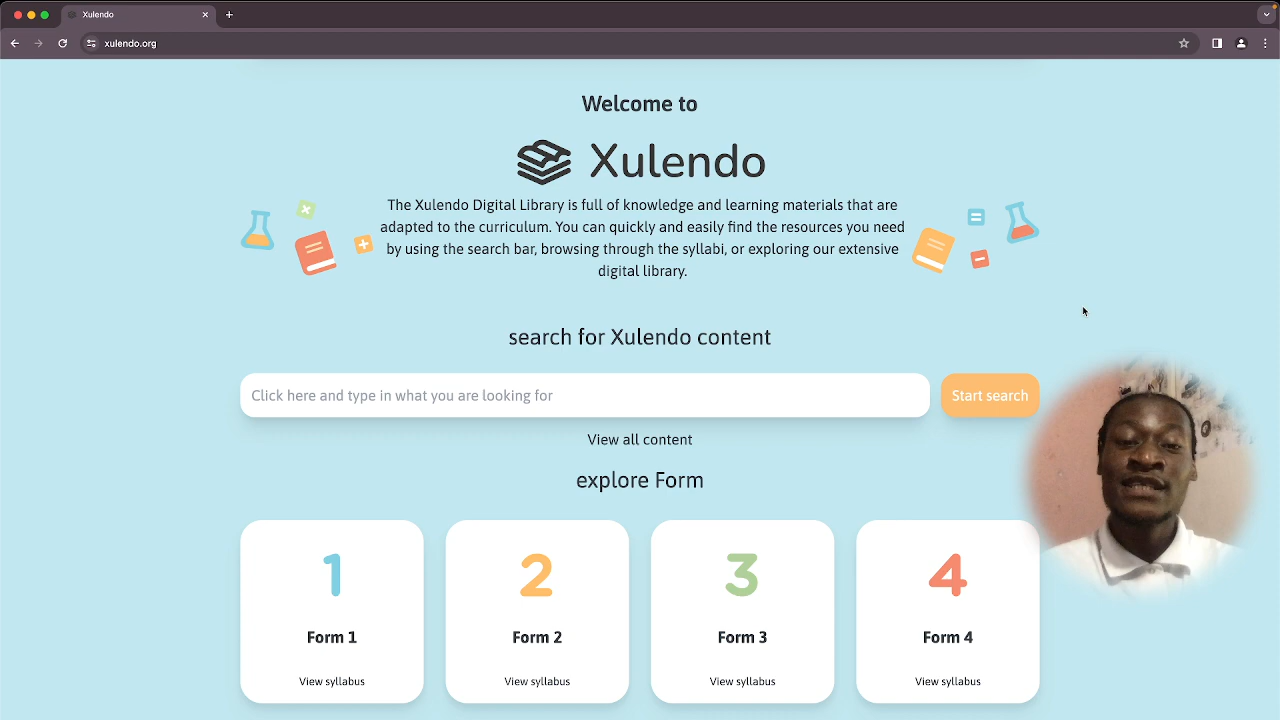 Xulendo
xulendo.org
Welcome to
Xulendo
The Xulendo Digital Library is full of knowledge and learning materials that are
adapted to the curriculum. You can quickly and easily find the resources you need
by using the search bar, browsing through the syllabi, or exploring our extensive
digital library.
search for Xulendo content
Click here and type in what you are looking for
Start search
View all content
explore Form
1
2
3
4
Form 1
Form 2
Form 3
Form 4
View syllabus
View syllabus
View syllabus
View syllabus